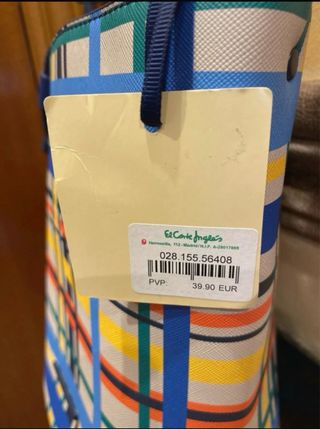 El Corte Inglés
Hermosilla, 112 - Madrid / N.I.F. A-28017895
028.155.56408
PVP: 39.90 EUR